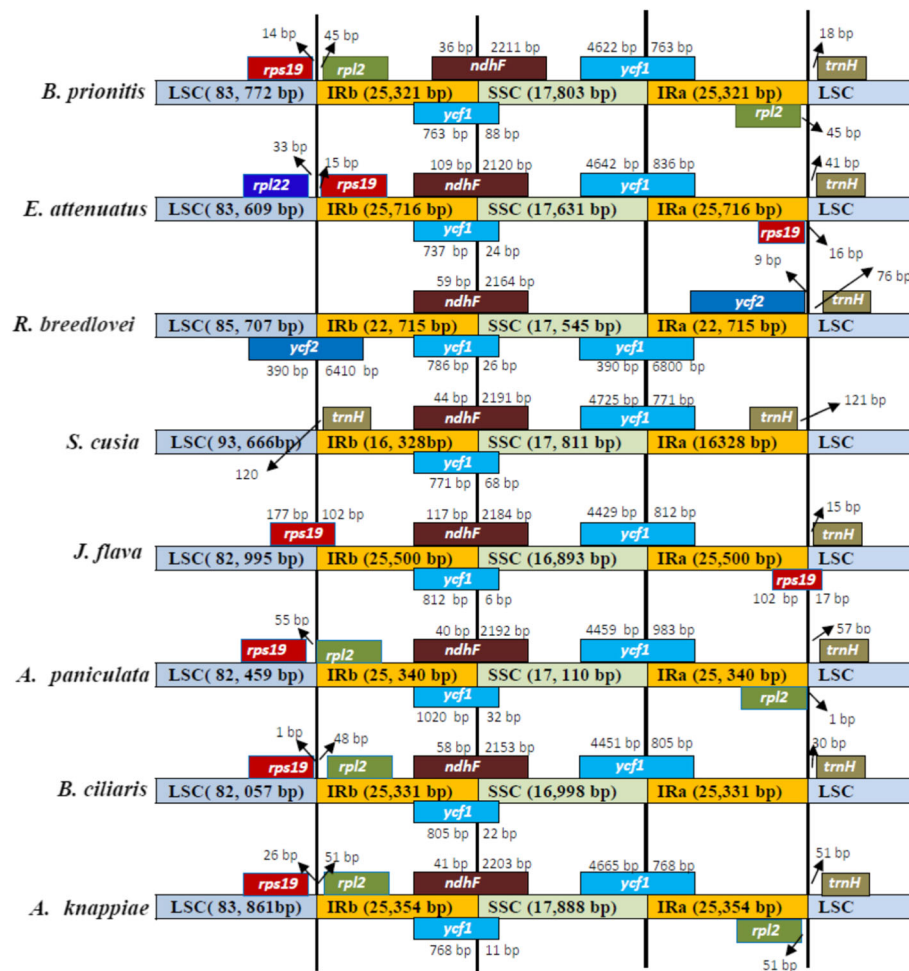 14 bp 45 bp 36 bp 2211 bp 4622 bp 763 bp 18 bp
rps19 rpl2 ndhF ycf1 trnH
B. prionitis LSC( 83, 772 bp) IRb (25,321 bp) SSC (17,803 bp) IRa (25,321 bp) LSC
ycf1 rpl2
763 bp 88 bp 45 bp
33 bp 15 bp 109 bp 2120 bp 4642 bp 836 bp 41 bp
rpl22 rps19 ndhF ycf1 trnH
E. attenuatus LSC( 83, 609 bp) IRb (25,716 bp) SSC (17,631 bp) IRa (25,716 bp) LSC
ycf1 rps19
737 bp 24 bp 16 bp
59 bp 2164 bp 9 bp 76 bp
ndhF ycf2 trnH
R. breedlovei LSC( 85, 707 bp) IRb (22, 715 bp) SSC (17, 545 bp) IRa (22, 715 bp) LSC
ycf2 ycf1 ycf1
390 bp 6410 bp 786 bp 26 bp 390 bp 6800 bp
44 bp 2191 bp 4725 bp 771 bp 121 bp
trnH ndhF ycf1 trnH
S. cusia LSC( 93, 666bp) IRb (16, 328bp) SSC (17, 811 bp) IRa (16328 bp) LSC
ycf1
120 771 bp 68 bp
177 bp 102 bp 117 bp 2184 bp 4429 bp 812 bp 15 bp
rps19 ndhF ycf1 trnH
J. flava LSC( 82, 995 bp) IRb (25,500 bp) SSC (16,893 bp) IRa (25,500 bp) LSC
ycf1 rps19
812 bp 6 bp 102 bp 17 bp
55 bp 40 bp 2192 bp 4459 bp 983 bp 57 bp
rps19 rpl2 ndhF ycf1 trnH
A. paniculata LSC( 82, 459 bp) IRb (25, 340 bp) SSC (17, 110 bp) IRa (25, 340 bp) LSC
ycf1 rpl2
1020 bp 32 bp 1 bp
1 bp 48 bp 58 bp 2153 bp 4451 bp 805 bp 30 bp
rps19 rpl2 ndhF ycf1 trnH
B. ciliaris LSC( 82, 057 bp) IRb (25,331 bp) SSC (16,998 bp) IRa (25,331 bp) LSC
ycf1
805 bp 22 bp
26 bp 51 bp 41 bp 2203 bp 4665 bp 768 bp 51 bp
rps19 rpl2 ndhF ycf1 trnH
A. knappiae LSC( 83, 861bp) IRb (25,354 bp) SSC (17,888 bp) IRa (25,354 bp) LSC
ycf1 rpl2
768 bp 11 bp 51 bp